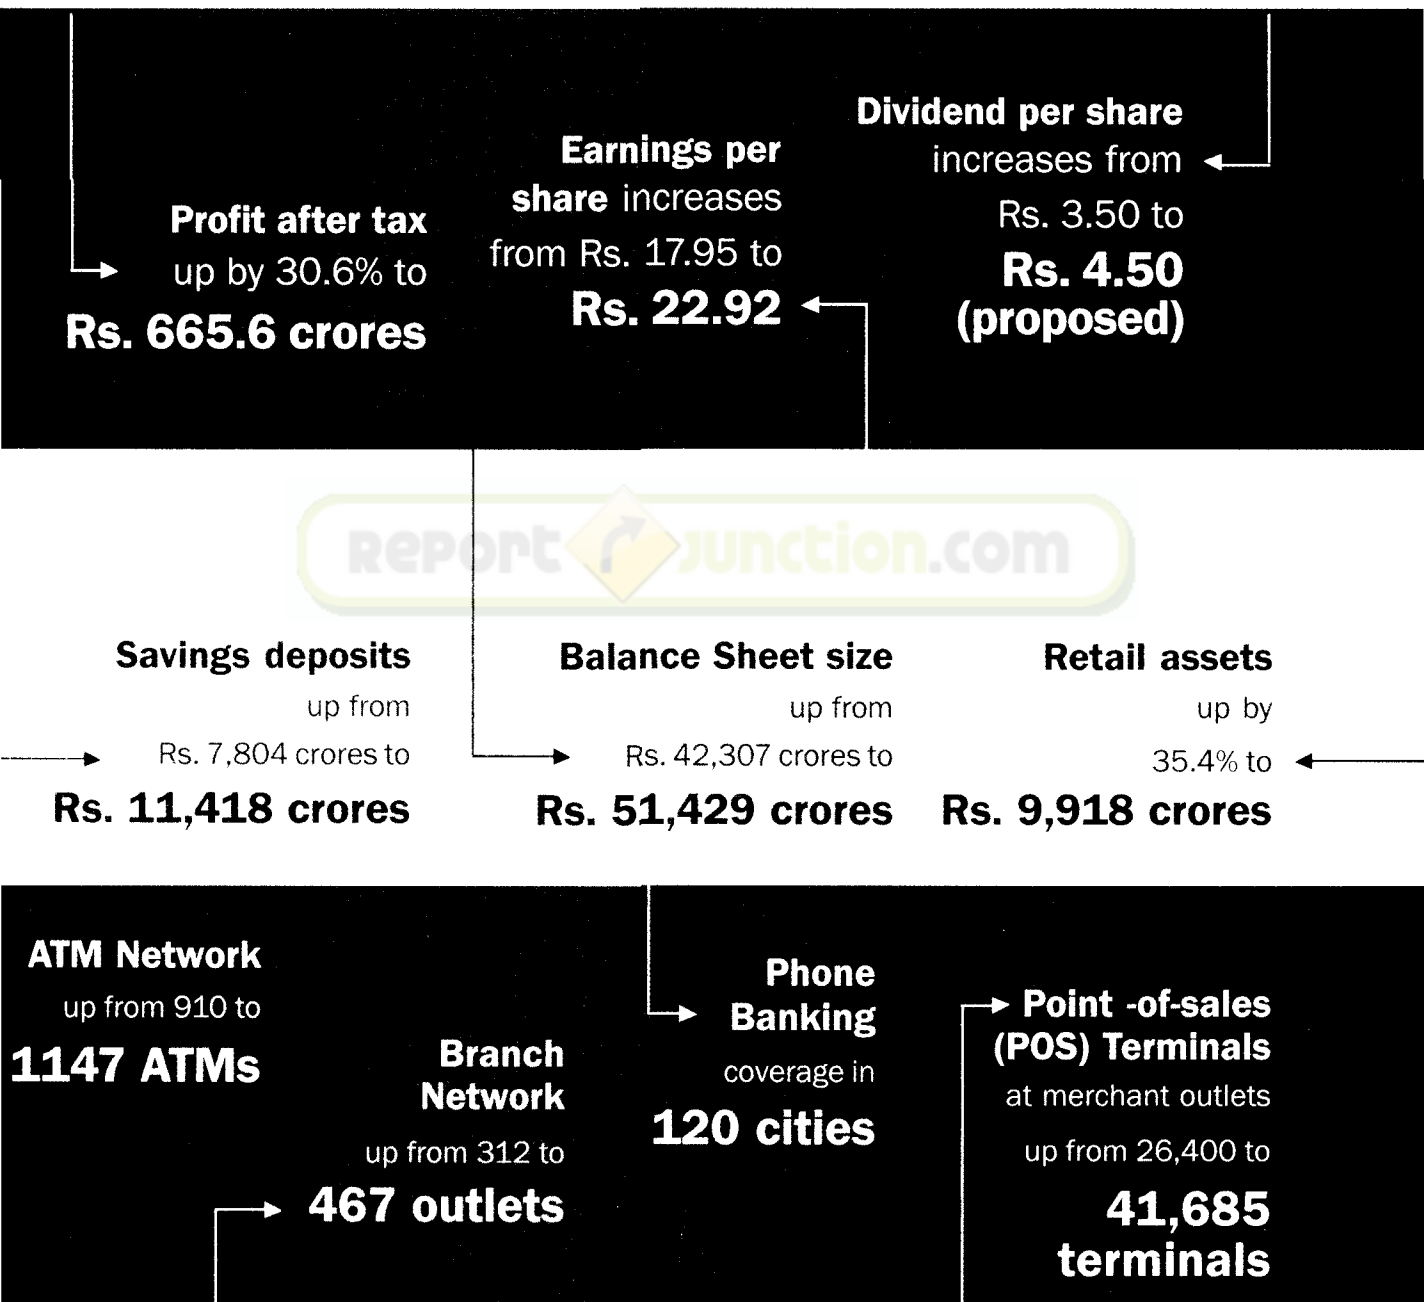 Profit after tax
up by 30.6% to
Rs. 665.6 crores
Earnings per
share increases
from Rs. 17.95 to
Rs. 22.92
Dividend per share
increases from
Rs. 3.50 to
Rs. 4.50
(proposed)
Report Junction.com
Savings deposits
up from
Rs. 7,804 crores to
Rs. 11,418 crores
Balance Sheet size
up from
Rs. 42,307 crores to
Rs. 51,429 crores
Retail assets
up by
35.4% to
Rs. 9,918 crores
ATM Network
up from 910 to
1147 ATMs
Branch
Network
up from 312 to
467 outlets
Phone
Banking
coverage in
120 cities
Point -of-sales
(POS) Terminals
at merchant outlets
up from 26,400 to
41,685
terminals